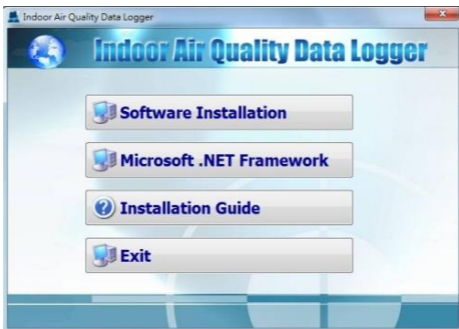 Indoor Air Quality Data Logger
Indoor Air Quality Data Logger
Software Installation
Microsoft .NET Framework
Installation Guide
Exit